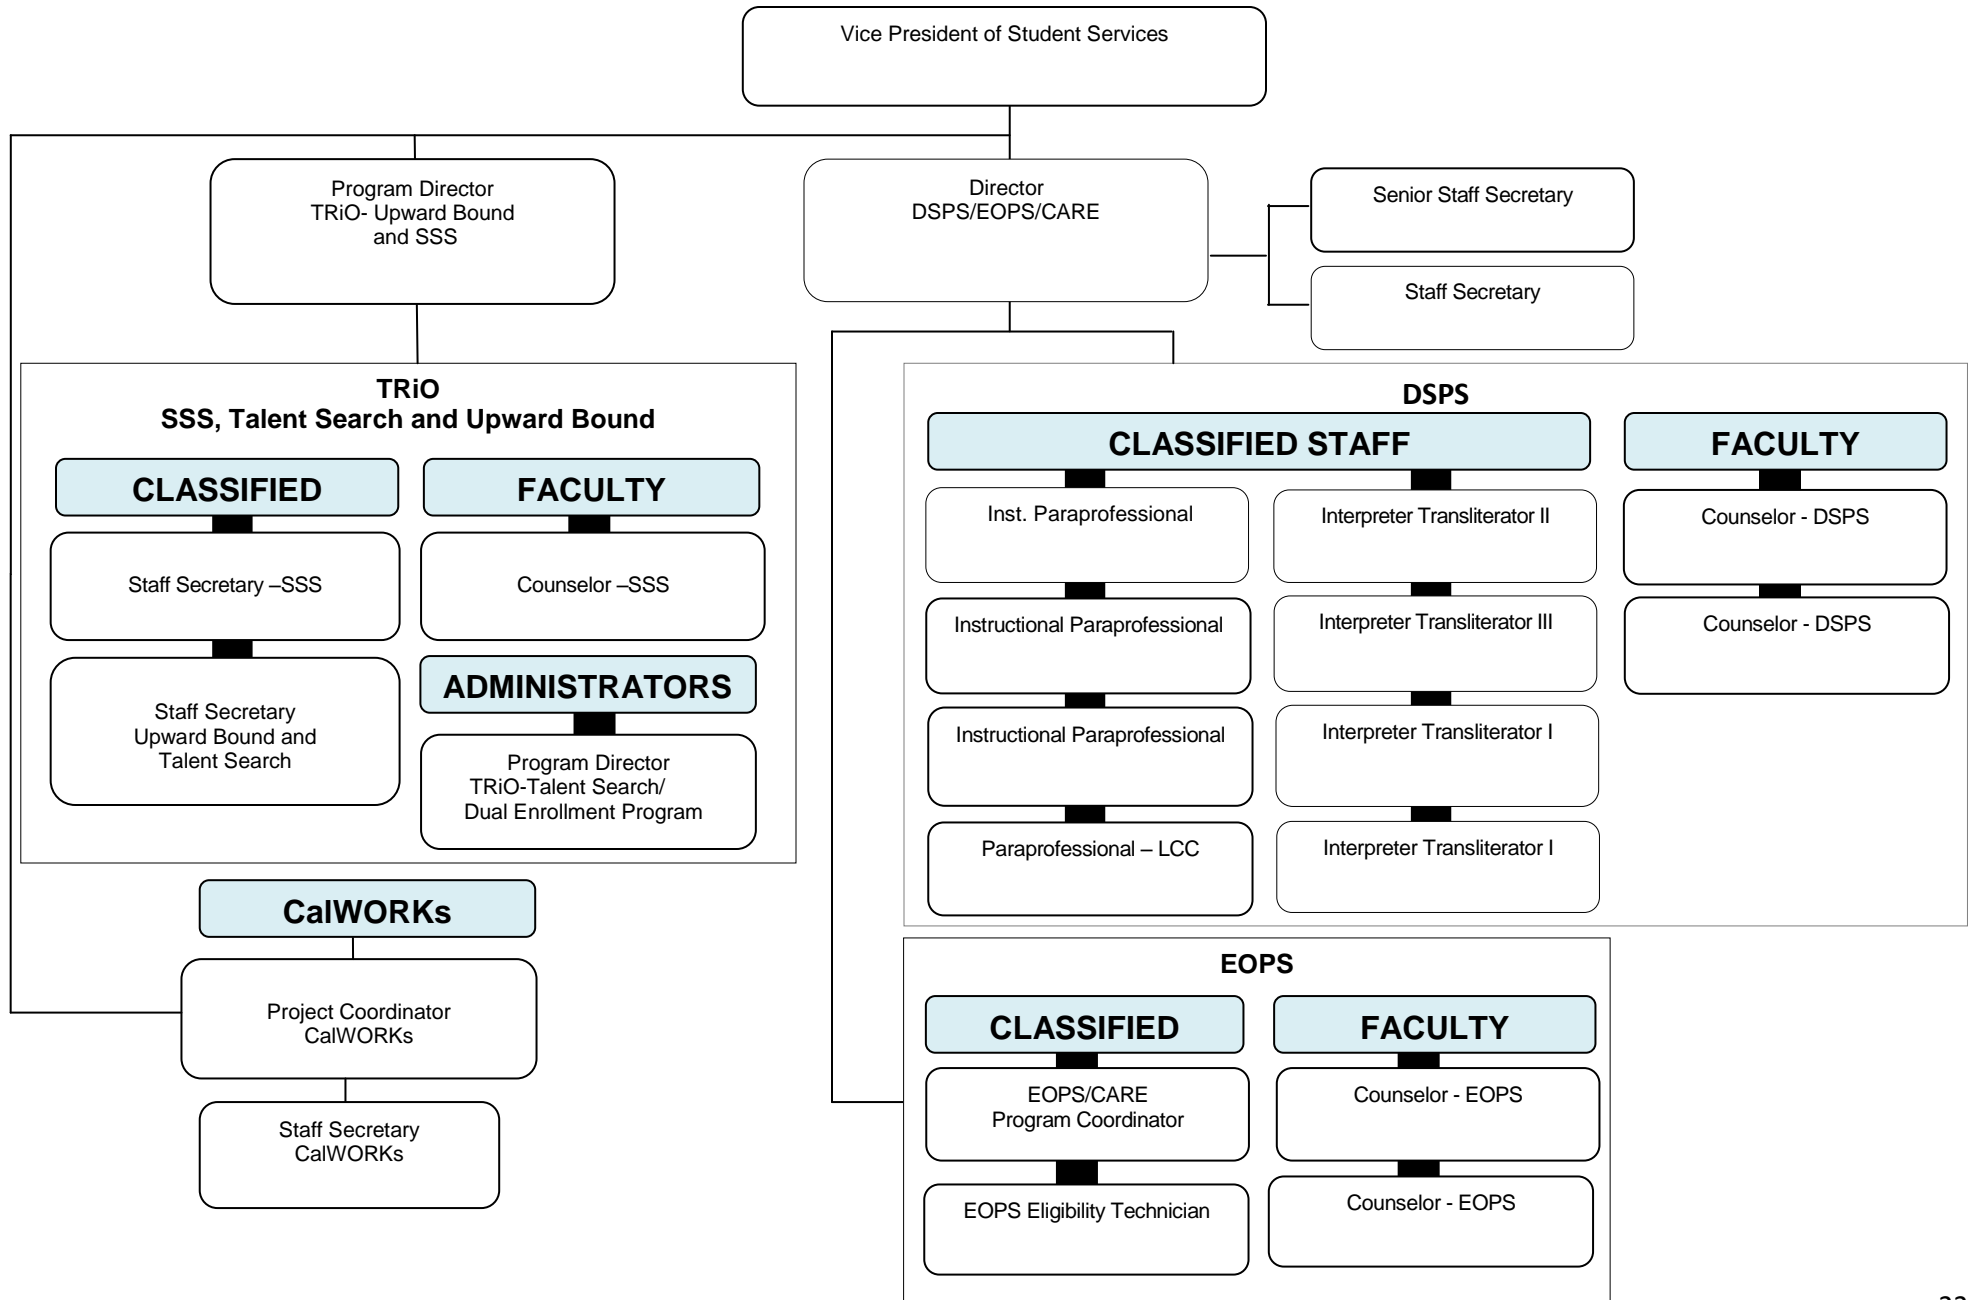 Vice President of Student Services
Program Director
TRiO- Upward Bound
and SSS
Director
DSPS/EOPS/CARE
Senior Staff Secretary
Staff Secretary
TRiO
SSS, Talent Search and Upward Bound
CLASSIFIED
FACULTY
Staff Secretary –SSS
Counselor –SSS
Staff Secretary
Upward Bound and
Talent Search
ADMINISTRATORS
Program Director
TRiO-Talent Search/
Dual Enrollment Program
CalWORKs
Project Coordinator
CalWORKs
Staff Secretary
CalWORKs
DSPS
CLASSIFIED STAFF
FACULTY
Inst. Paraprofessional
Interpreter Transliterator II
Counselor - DSPS
Instructional Paraprofessional
Interpreter Transliterator III
Counselor - DSPS
Instructional Paraprofessional
Interpreter Transliterator I
Paraprofessional – LCC
Interpreter Transliterator I
EOPS
CLASSIFIED
FACULTY
EOPS/CARE
Program Coordinator
Counselor - EOPS
EOPS Eligibility Technician
Counselor - EOPS